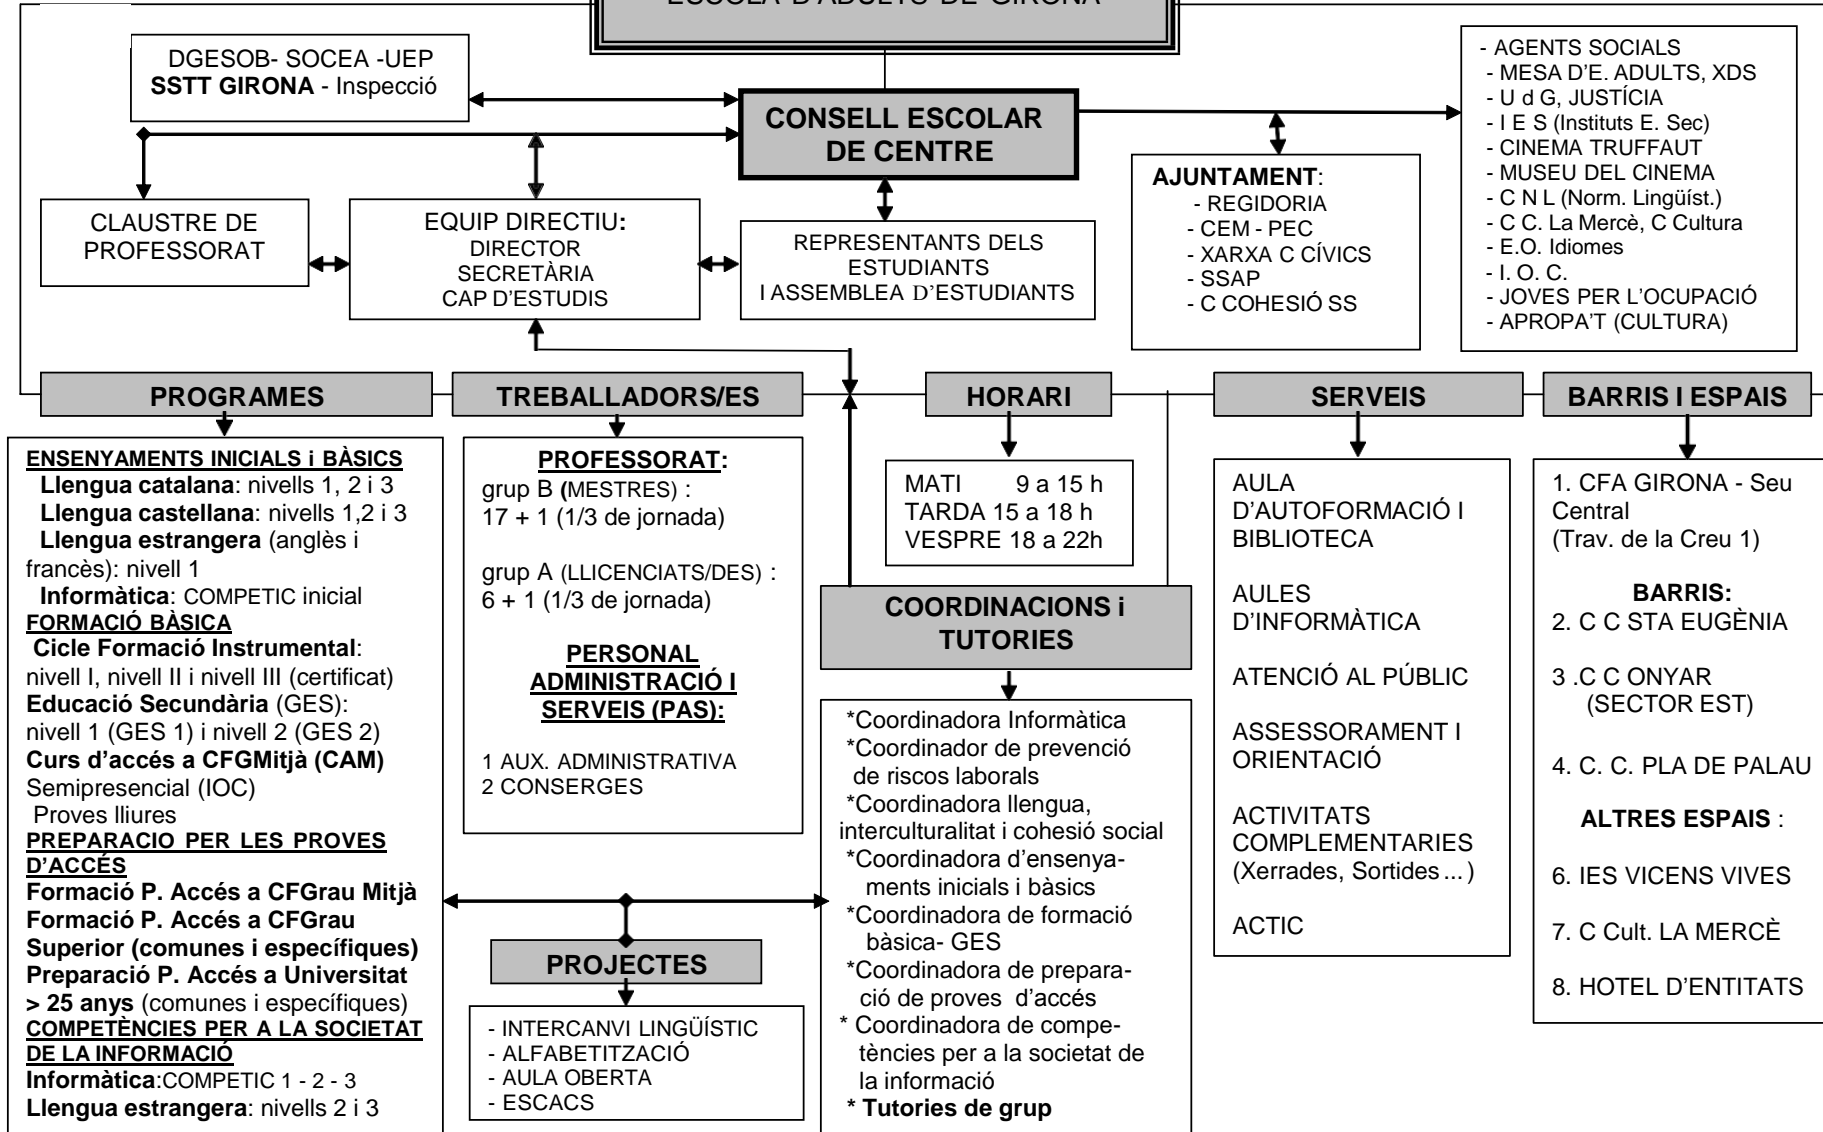 ESCOLA D'ADULTS DE GIRONA
DGESOB- SOCEA -UEP
SSTT GIRONA - Inspecció
CONSELL ESCOLAR
DE CENTRE
- AGENTS SOCIALS
- MESA D'E. ADULTS, XDS
- U d G, JUSTÍCIA
- I E S (Instituts E. Sec)
- CINEMA TRUFFAUT
- MUSEU DEL CINEMA
- C N L (Norm. Lingüíst.)
- C C. La Mercè, C Cultura
- E.O. Idiomes
- I. O. C.
- JOVES PER L'OCUPACIÓ
- APROPA'T (CULTURA)
AJUNTAMENT:
- REGIDORIA
- CEM - PEC
- XARXA C CÍVICS
- SSAP
- C COHESIÓ SS
CLAUSTRE DE
PROFESSORAT
EQUIP DIRECTIU:
DIRECTOR
SECRETÀRIA
CAP D'ESTUDIS
REPRESENTANTS DELS
ESTUDIANTS
I ASSEMBLEA D'ESTUDIANTS
PROGRAMES
ENSENYAMENTS INICIALS i BÀSICS
Llengua catalana: nivells 1, 2 i 3
Llengua castellana: nivells 1,2 i 3
Llengua estrangera (anglès i
francès): nivell 1
Informàtica: COMPETIC inicial
FORMACIÓ BÀSICA
Cicle Formació Instrumental:
nivell I, nivell II i nivell III (certificat)
Educació Secundària (GES):
nivell 1 (GES 1) i nivell 2 (GES 2)
Curs d'accés a CFGMitjà (CAM)
Semipresencial (IOC)
Proves lliures
PREPARACIO PER LES PROVES
D'ACCÉS
Formació P. Accés a CFGrau Mitjà
Formació P. Accés a CFGrau
Superior (comunes i específiques)
Preparació P. Accés a Universitat
> 25 anys (comunes i específiques)
COMPETÈNCIES PER A LA SOCIETAT
DE LA INFORMACIÓ
Informàtica:COMPETIC 1 - 2 - 3
Llengua estrangera: nivells 2 i 3
TREBALLADORS/ES
PROFESSORAT:
grup B (MESTRES) :
17 + 1 (1/3 de jornada)
grup A (LLICENCIATS/DES) :
6 + 1 (1/3 de jornada)
PERSONAL
ADMINISTRACIÓ I
SERVEIS (PAS):
1 AUX. ADMINISTRATIVA
2 CONSERGES
PROJECTES
- INTERCANVI LINGÜÍSTIC
- ALFABETITZACIÓ
- AULA OBERTA
- ESCACS
HORARI
MATI 9 a 15 h
TARDA 15 a 18 h
VESPRE 18 a 22h
COORDINACIONS i
TUTORIES
*Coordinadora Informàtica
*Coordinador de prevenció
de riscos laborals
*Coordinadora llengua,
interculturalitat i cohesió social
*Coordinadora d'ensenya-
ments inicials i bàsics
*Coordinadora de formació
bàsica- GES
*Coordinadora de prepara-
ció de proves d'accés
* Coordinadora de compe-
tències per a la societat de
la informació
* Tutories de grup
SERVEIS
AULA
D'AUTOFORMACIÓ I
BIBLIOTECA
AULES
D'INFORMÀTICA
ATENCIÓ AL PÚBLIC
ASSESSORAMENT I
ORIENTACIÓ
ACTIVITATS
COMPLEMENTARIES
(Xerrades, Sortides ... )
ACTIC
BARRIS I ESPAIS
1. CFA GIRONA - Seu
Central
(Trav. de la Creu 1)
BARRIS:
2. C C STA EUGÈNIA
3 .C C ONYAR
(SECTOR EST)
4. C. C. PLA DE PALAU
ALTRES ESPAIS :
6. IES VICENS VIVES
7. C Cult. LA MERCÈ
8. HOTEL D'ENTITATS